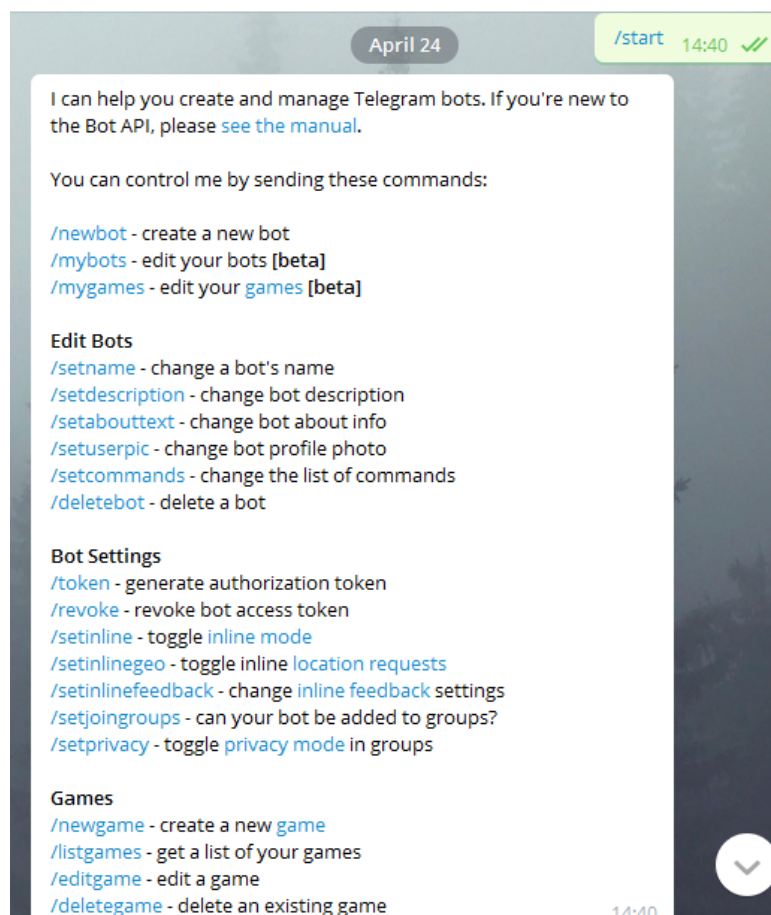 April 24
/start 14:40
I can help you create and manage Telegram bots. If you're new to
the Bot API, please see the manual.
You can control me by sending these commands:
/newbot - create a new bot
/mybots - edit your bots [beta]
/mygames - edit your games [beta]
Edit Bots
/setname - change a bot's name
/setdescription - change bot description
/setabouttext - change bot about info
/setuserpic - change bot profile photo
/setcommands - change the list of commands
/deletebot - delete a bot
Bot Settings
/token - generate authorization token
/revoke - revoke bot access token
/setinline - toggle inline mode
/setinlinegeo - toggle inline location requests
/setinlinefeedback - change inline feedback settings
/setjoingroups - can your bot be added to groups?
/setprivacy - toggle privacy mode in groups
Games
/newgame - create a new game
/listgames - get a list of your games
/editgame - edit a game
/deletegame - delete an existing game
14:40